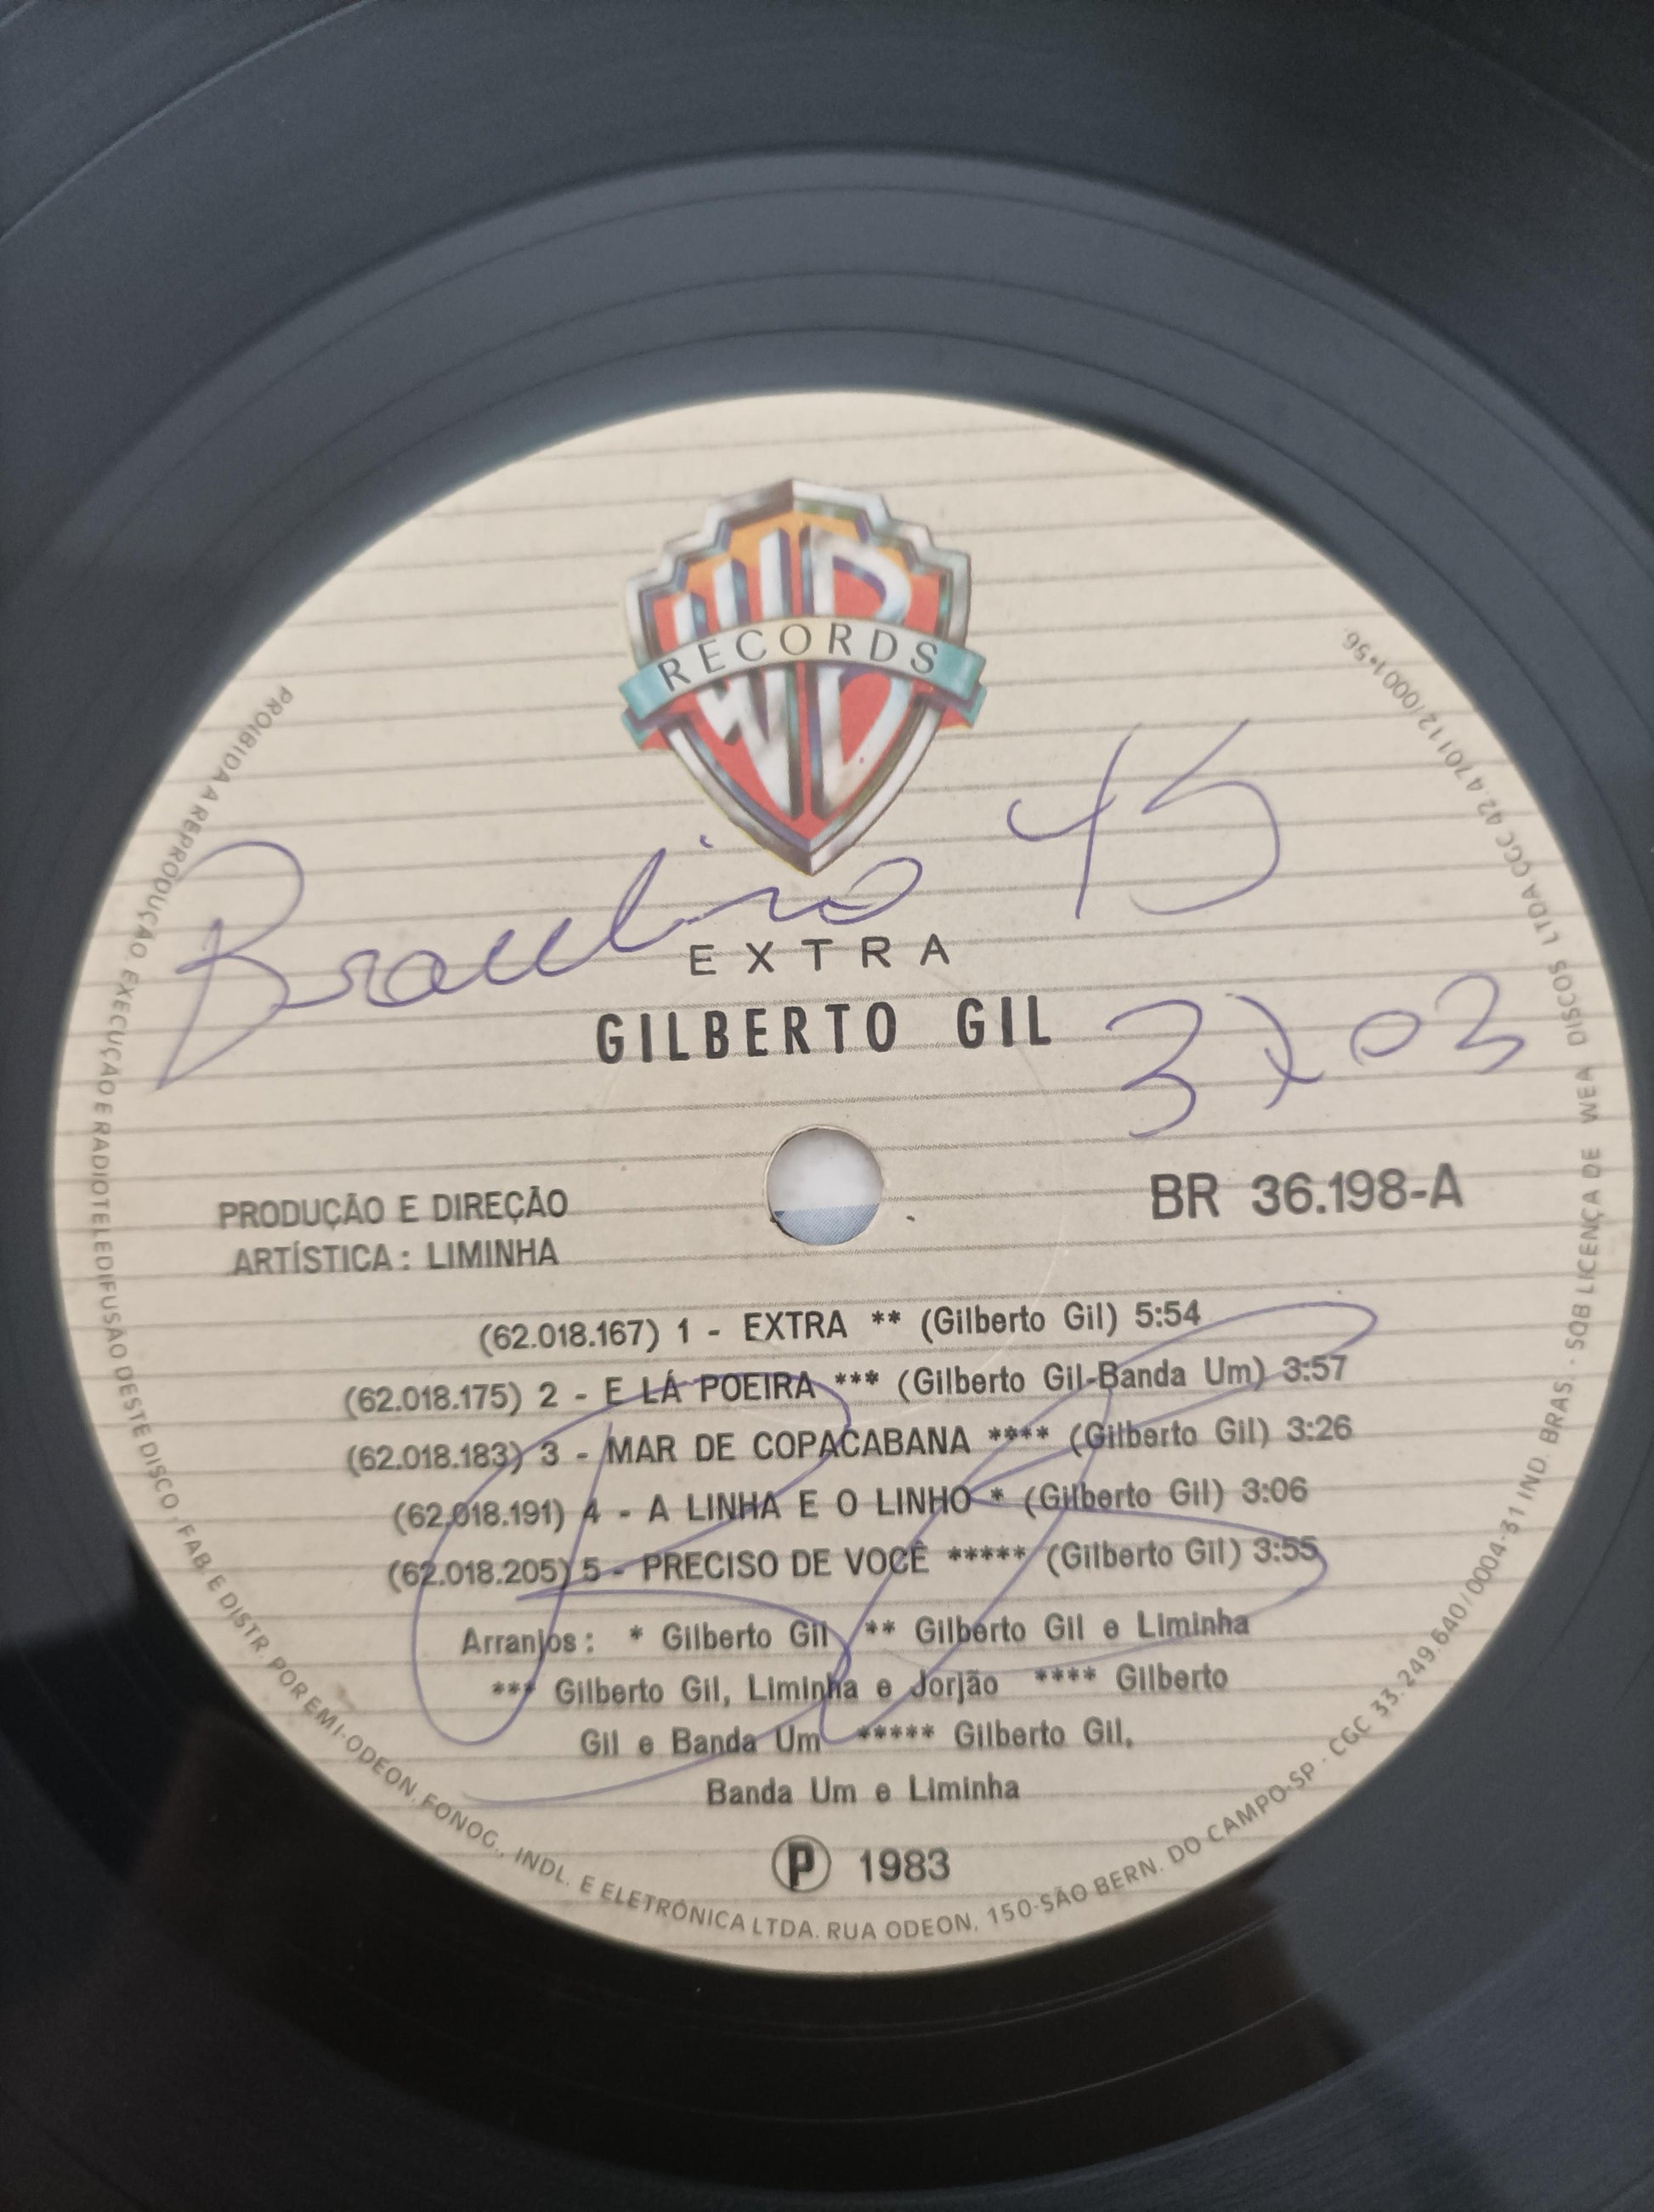 WB
RECORDS
Braulino 45
EXTRA
GILBERTO GIL
37 03
PRODUÇÃO E DIREÇÃO
ARTÍSTICA: LIMINHA
BR 36.198-A
(62.018.167) 1 - EXTRA ** (Gilberto Gil) 5:54
(62.018.175) 2 - E LÁ POEIRA *** (Gilberto Gil-Banda Um) 3:57
(62.018.183) 3 - MAR DE COPACABANA **** (Gilberto Gil) 3:26
(62.018.191) 4 - A LINHA E O LINHO * (Gilberto Gil) 3:06
(62.018.205) 5 - PRECISO DE VOCÊ ***** (Gilberto Gil) 3:55
Arranjos: * Gilberto Gil ** Gilberto Gil e Liminha
*** Gilberto Gil, Liminha e Jorjão **** Gilberto
Gil e Banda Um ***** Gilberto Gil,
Banda Um e Liminha
Ⓟ 1983
PROIBIDA A REPRODUÇÃO, EXECUÇÃO E RADIOTELEDIFUSÃO DESTE DISCO, FAB. E DISTR. POR EMI-ODEON, FONOG., INDL. E ELETRÔNICA LTDA. RUA ODEON, 150-SÃO BERN. DO CAMPO-SP - CGC 33.249.640/0004-31 IND. BRAS. - SOB LICENÇA DE WEA DISCOS LTDA CGC 42.470112/0001-56